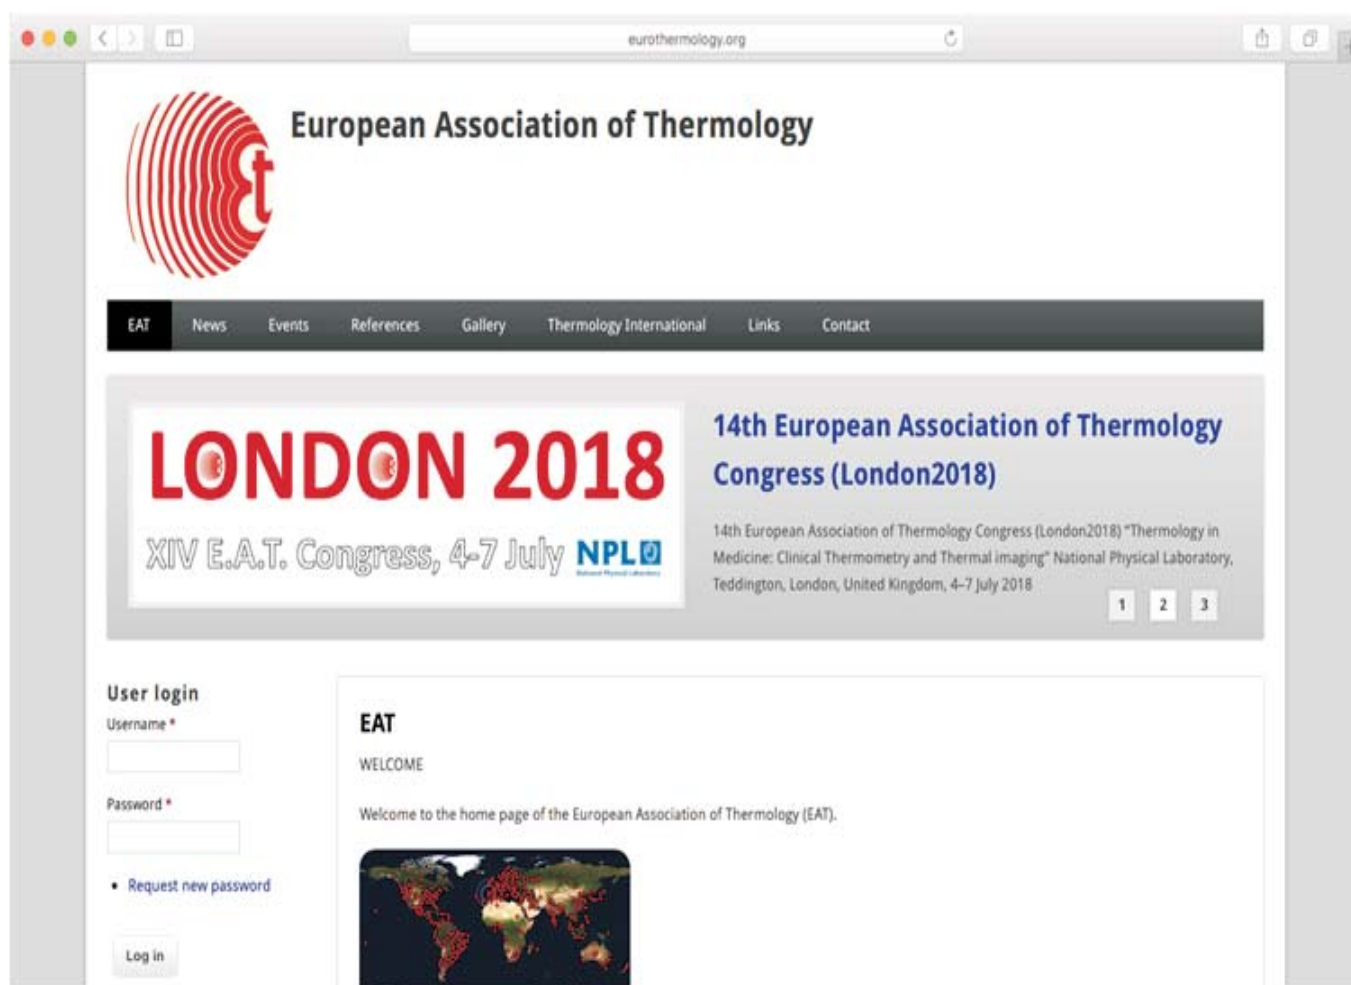 eurothermology.org
European Association of Thermology
EAT News Events References Gallery Thermology International Links Contact
LONDON 2018
XIV E.A.T. Congress, 4-7 July NPL
National Physical Laboratory
14th European Association of Thermology
Congress (London2018)
14th European Association of Thermology Congress (London2018) "Thermology in
Medicine: Clinical Thermometry and Thermal imaging" National Physical Laboratory,
Teddington, London, United Kingdom, 4–7 July 2018
1 2 3
User login
Username *
Password *
• Request new password
Log in
EAT
WELCOME
Welcome to the home page of the European Association of Thermology (EAT).